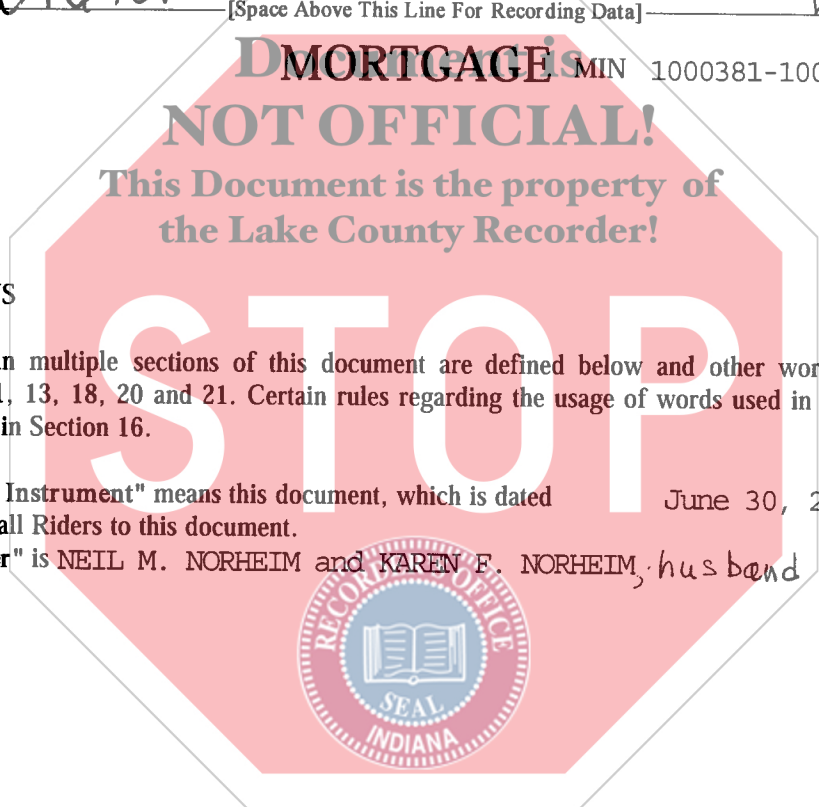 [Space Above This Line For Recording Data]
MORTGAGE MIN 1000381-100
Document is
NOT OFFICIAL!
This Document is the property of
the Lake County Recorder!
S
n multiple sections of this document are defined below and other wor
, 13, 18, 20 and 21. Certain rules regarding the usage of words used in
in Section 16.
STOP
Instrument" means this document, which is dated June 30, 2
all Riders to this document.
r" is NEIL M. NORHEIM and KAREN F. NORHEIM, husband
RECORDER'S OFFICE
SEAL
INDIANA